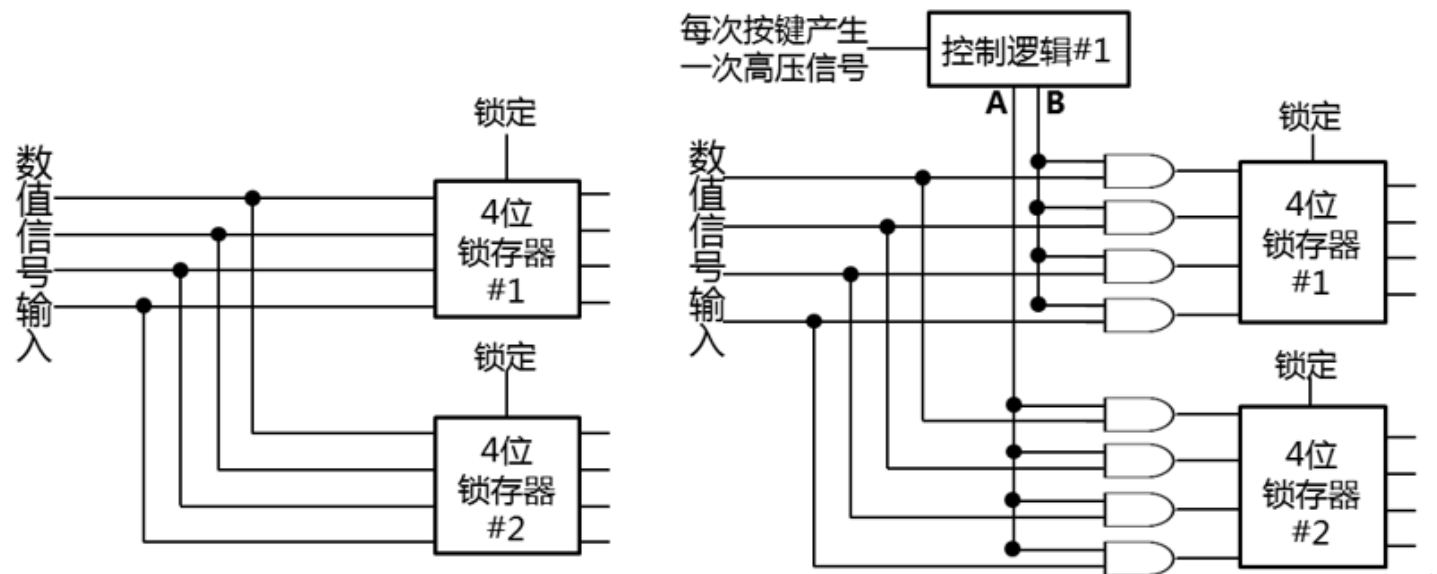 数值信号输入
锁定
4位
锁存器
#1
锁定
4位
锁存器
#2
每次按键产生
一次高压信号
控制逻辑#1
A B
数值信号输入
锁定
4位
锁存器
#1
锁定
4位
锁存器
#2